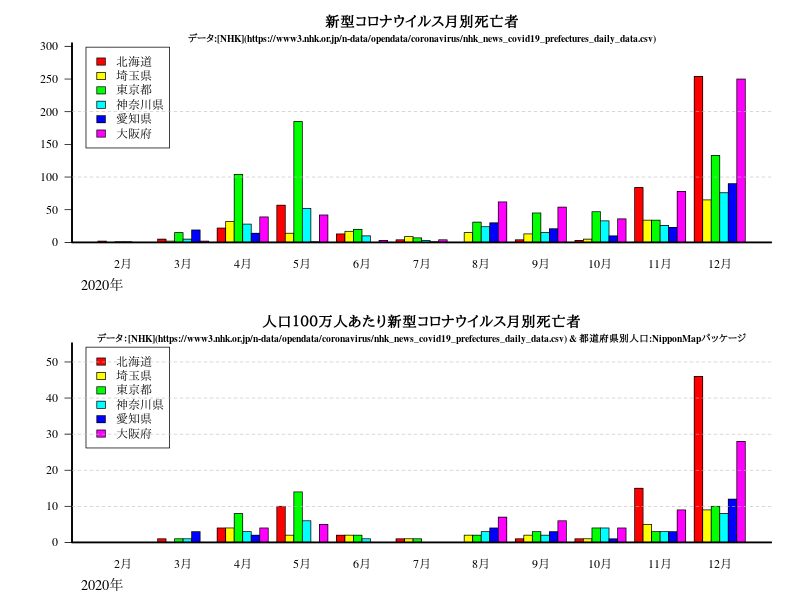 新型コロナウイルス月別死亡者
データ:[NHK](https://www3.nhk.or.jp/n-data/opendata/coronavirus/nhk_news_covid19_prefectures_daily_data.csv)
300
250
200
150
100
50
0
北海道
埼玉県
東京都
神奈川県
愛知県
大阪府
2月 3月 4月 5月 6月 7月 8月 9月 10月 11月 12月
2020年
人口100万人あたり新型コロナウイルス月別死亡者
データ:[NHK](https://www3.nhk.or.jp/n-data/opendata/coronavirus/nhk_news_covid19_prefectures_daily_data.csv) & 都道府県別人口:NipponMapパッケージ
50
40
30
20
10
0
北海道
埼玉県
東京都
神奈川県
愛知県
大阪府
2月 3月 4月 5月 6月 7月 8月 9月 10月 11月 12月
2020年